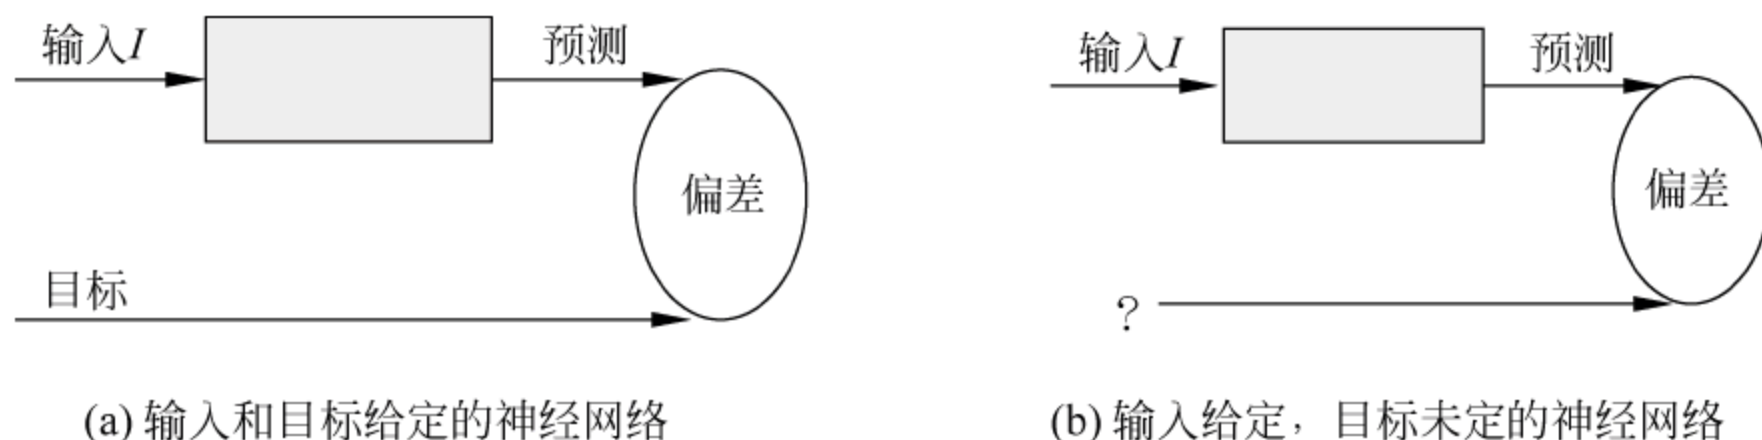 输入I
预测
偏差
目标
(a) 输入和目标给定的神经网络
输入I
预测
偏差
?
(b) 输入给定，目标未定的神经网络